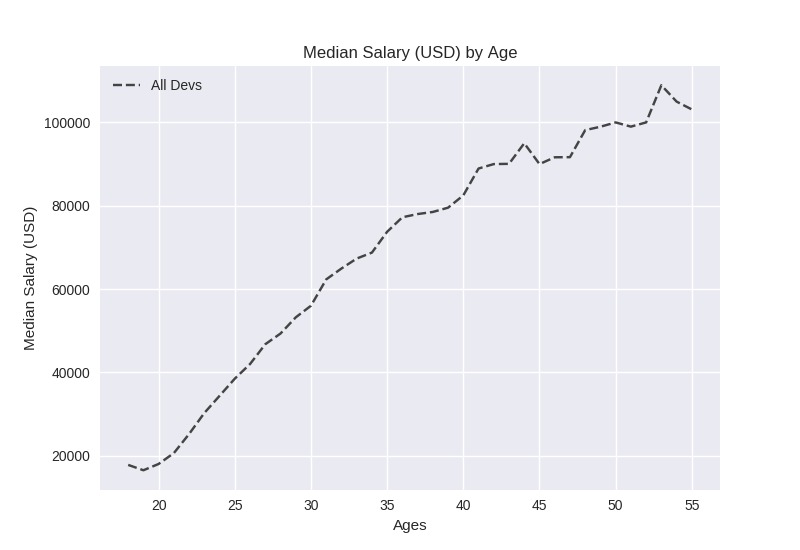 Median Salary (USD) by Age
All Devs
100000
80000
60000
40000
20000
Median Salary (USD)
20 25 30 35 40 45 50 55
Ages